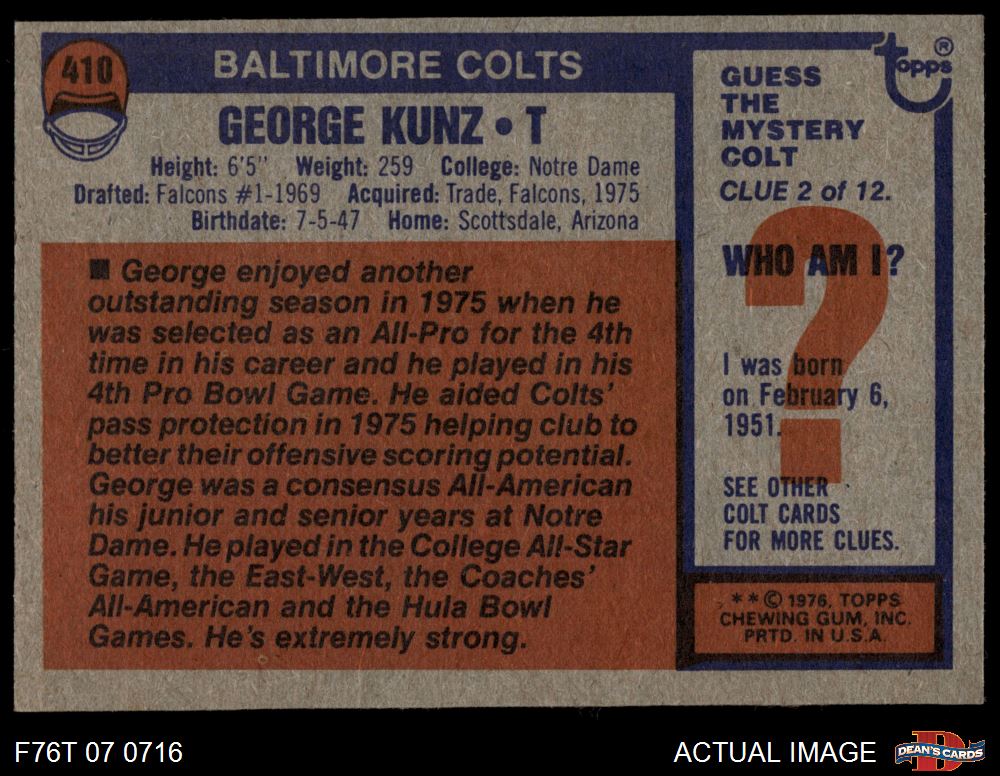 410
BALTIMORE COLTS
GEORGE KUNZ • T
Height: 6'5" Weight: 259 College: Notre Dame
Drafted: Falcons #1-1969 Acquired: Trade, Falcons, 1975
Birthdate: 7-5-47 Home: Scottsdale, Arizona
■ George enjoyed another
outstanding season in 1975 when he
was selected as an All-Pro for the 4th
time in his career and he played in his
4th Pro Bowl Game. He aided Colts'
pass protection in 1975 helping club to
better their offensive scoring potential.
George was a consensus All-American
his junior and senior years at Notre
Dame. He played in the College All-Star
Game, the East-West, the Coaches'
All-American and the Hula Bowl
Games. He's extremely strong.
topps ®
GUESS
THE
MYSTERY
COLT
CLUE 2 of 12.
WHO AM I?
?
I was born
on February 6,
1951.
SEE OTHER
COLT CARDS
FOR MORE CLUES.
**© 1976, TOPPS
CHEWING GUM, INC.
PRTD. IN U.S.A.
F76T 07 0716
ACTUAL IMAGE
D
DEAN'S CARDS